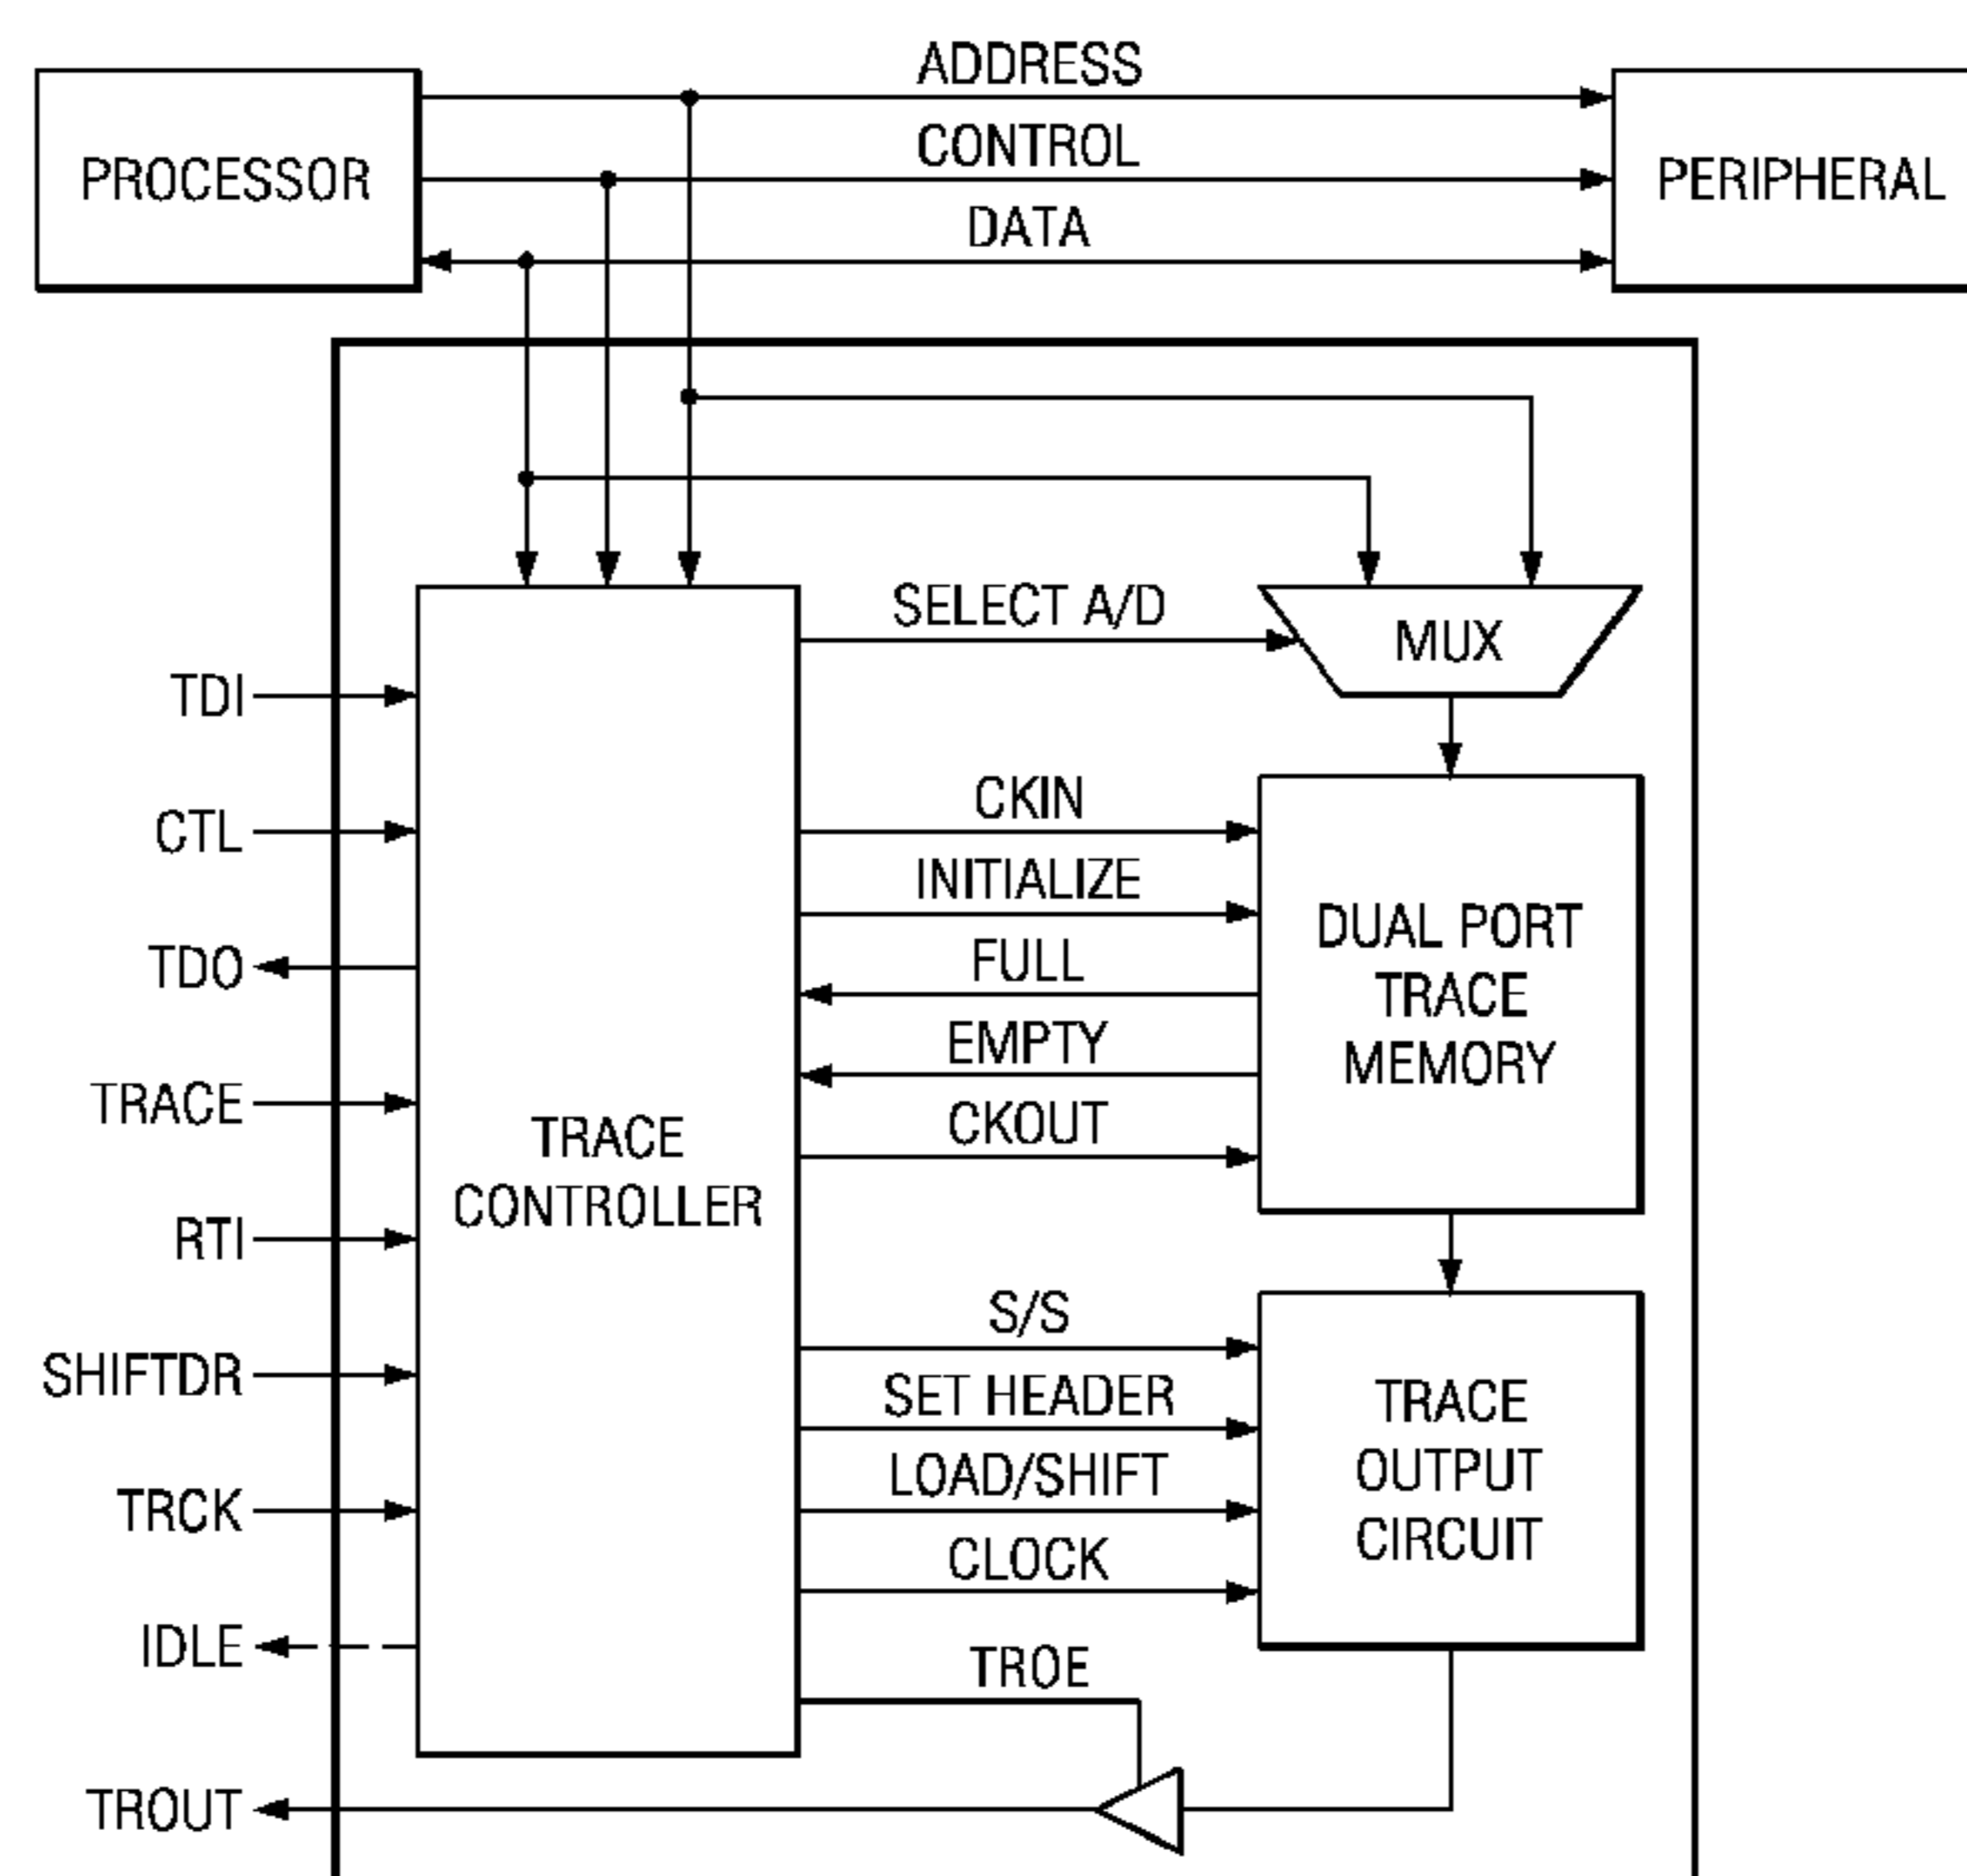 ADDRESS
CONTROL
DATA
PROCESSOR
PERIPHERAL
SELECT A/D
MUX
TDI
CTL
TDO
TRACE
RTI
SHIFTDR
TRCK
IDLE
TROUT
TRACE
CONTROLLER
CKIN
INITIALIZE
FULL
EMPTY
CKOUT
DUAL PORT
TRACE
MEMORY
S/S
SET HEADER
LOAD/SHIFT
CLOCK
TROE
TRACE
OUTPUT
CIRCUIT